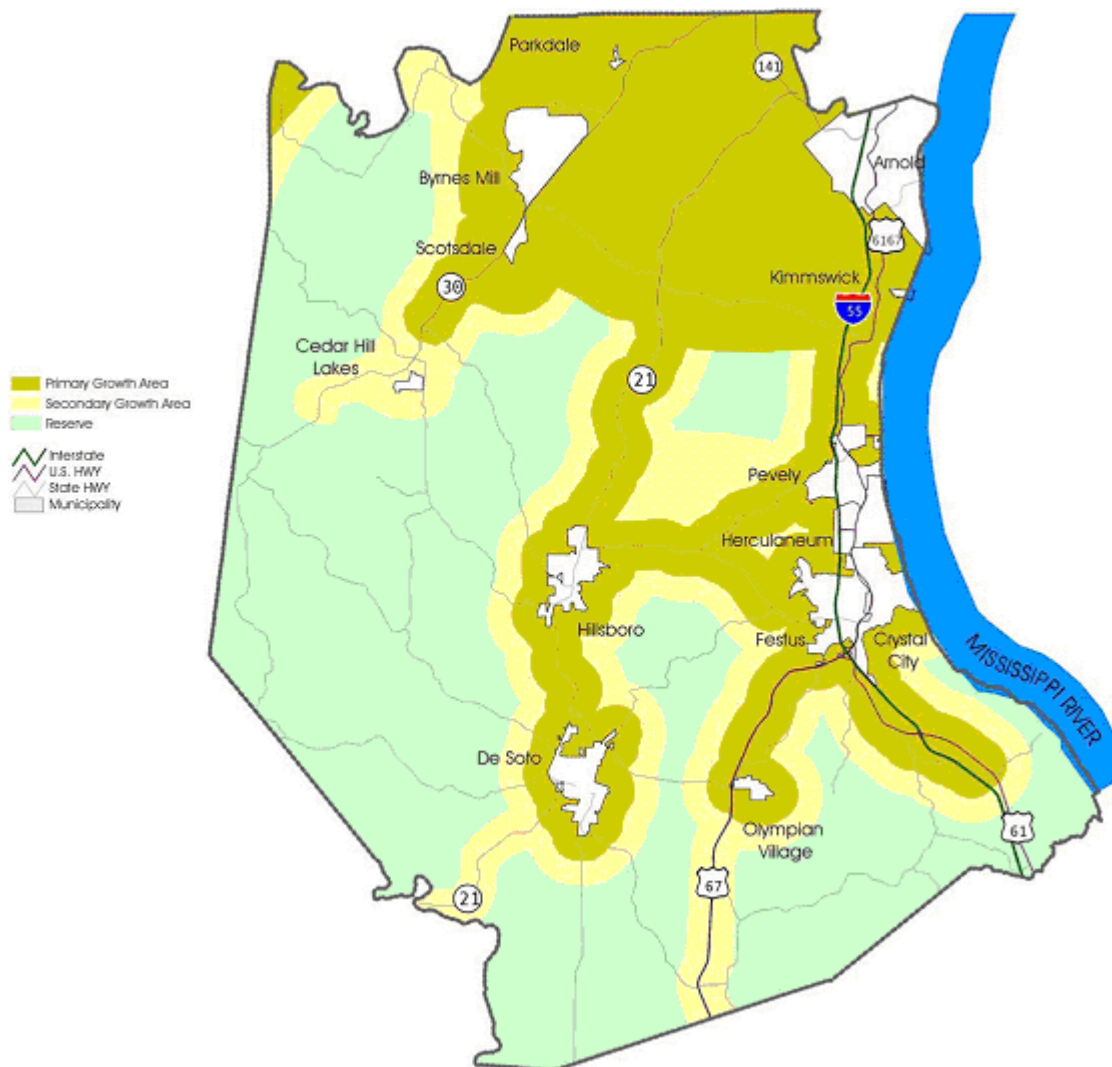 Parkdale
141
Arnold
Byrnes Mill
6167
Scotsdale
Kimmswick
30
55
Cedar Hill
Lakes
21
Primary Growth Area
Secondary Growth Area
Reserve
Interstate
U.S. HWY
State HWY
Municipality
Pevely
Herculaneum
Hillsboro
Festus
Crystal
City
MISSISSIPPI RIVER
De Soto
Olympian
Village
61
67
21